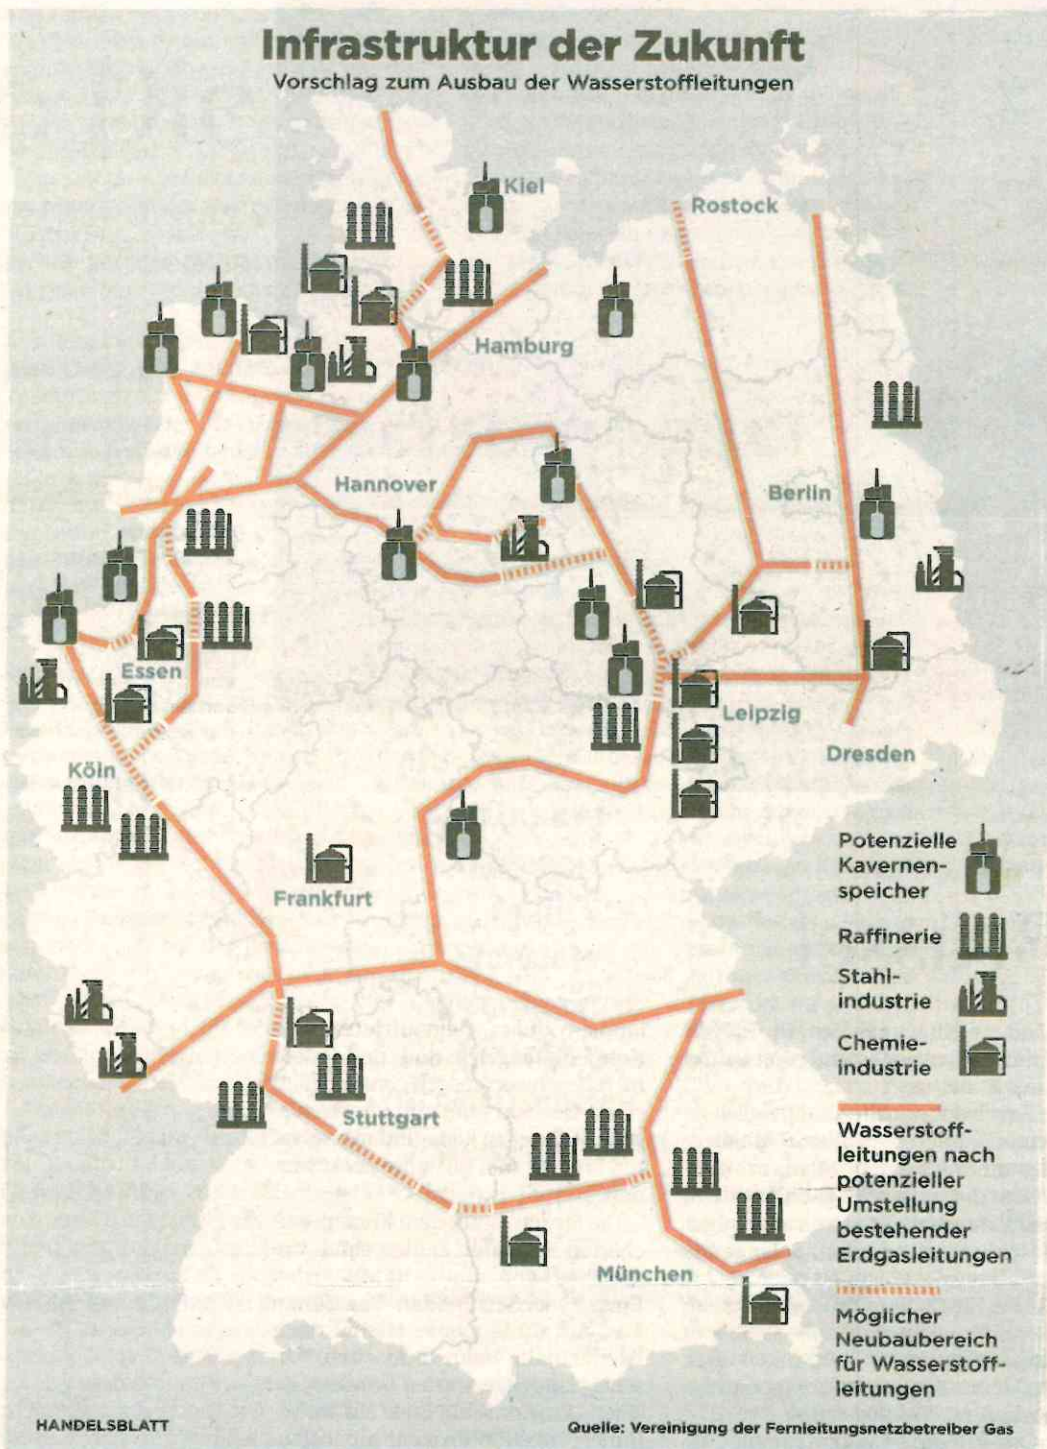 Infrastruktur der Zukunft
Vorschlag zum Ausbau der Wasserstoffleitungen
Kiel
Rostock
Hamburg
Hannover
Berlin
Essen
Leipzig
Dresden
Köln
Frankfurt
Stuttgart
München
Potenzielle
Kavernen-
speicher
Raffinerie
Stahl-
industrie
Chemie-
industrie
Wasserstoff-
leitungen nach
potenzieller
Umstellung
bestehender
Erdgasleitungen
Möglicher
Neubaubereich
für Wasserstoff-
leitungen
HANDELSBLATT
Quelle: Vereinigung der Fernleitungsnetzbetreiber Gas